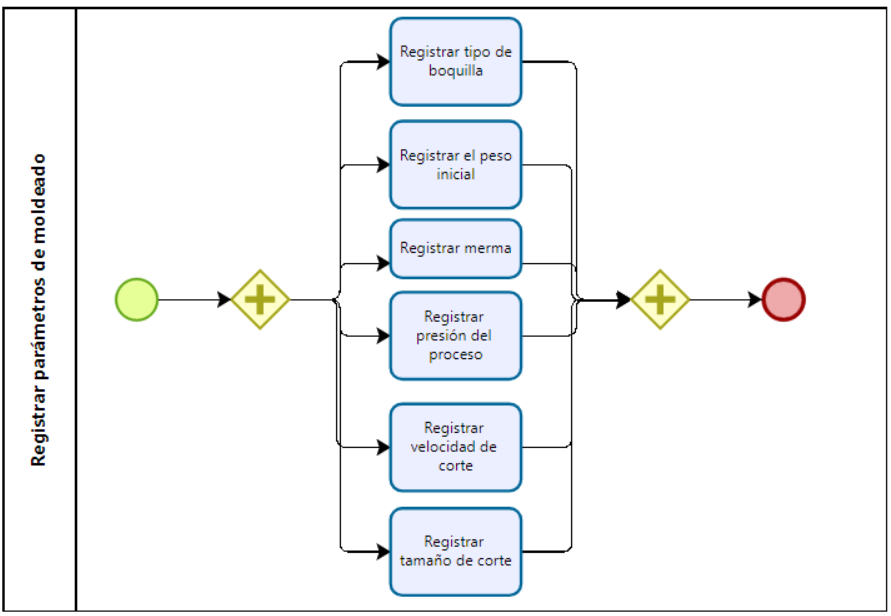 Registrar parámetros de moldeado
Registrar tipo de
boquilla
Registrar el peso
inicial
Registrar merma
Registrar
presión del
proceso
Registrar
velocidad de
corte
Registrar
tamaño de corte